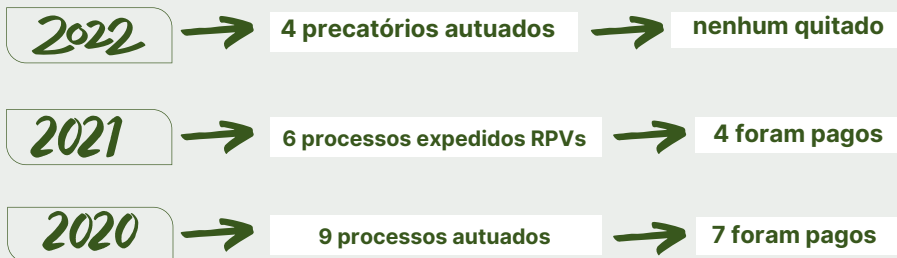 2022
4 precatórios autuados
nenhum quitado
2021
6 processos expedidos RPVs
4 foram pagos
2020
9 processos autuados
7 foram pagos